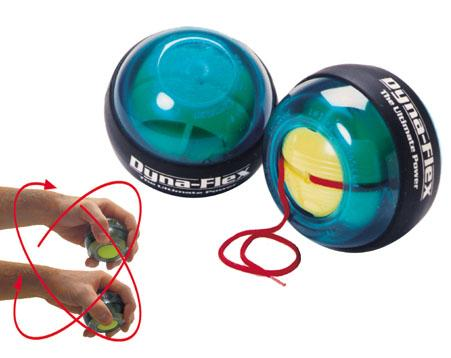 Dyna-Flex
The Ultimate Power
Dyna-Flex
The Ultimate Power